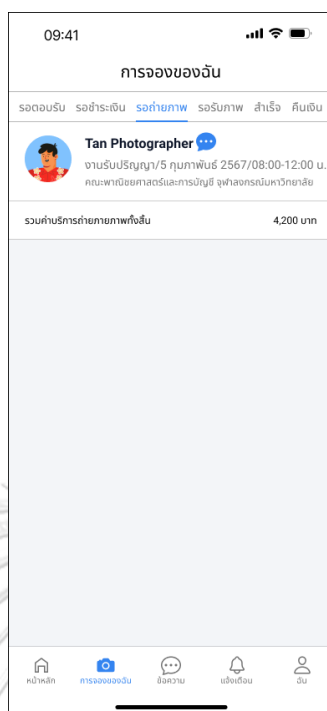 09:41
การจองของฉัน
รอตอบรับ รอชำระเงิน รอถ่ายภาพ รอรับภาพ สำเร็จ คืนเงิน
Tan Photographer
งานรับปริญญา/5 กุมภาพันธ์ 2567/08:00-12:00 น.
คณะพาณิชยศาสตร์และการบัญชี จุฬาลงกรณ์มหาวิทยาลัย
รวมค่าบริการถ่ายภายภาพทั้งสิ้น 4,200 บาท
หน้าหลัก การจองของฉัน ข้อความ แจ้งเตือน ฉัน